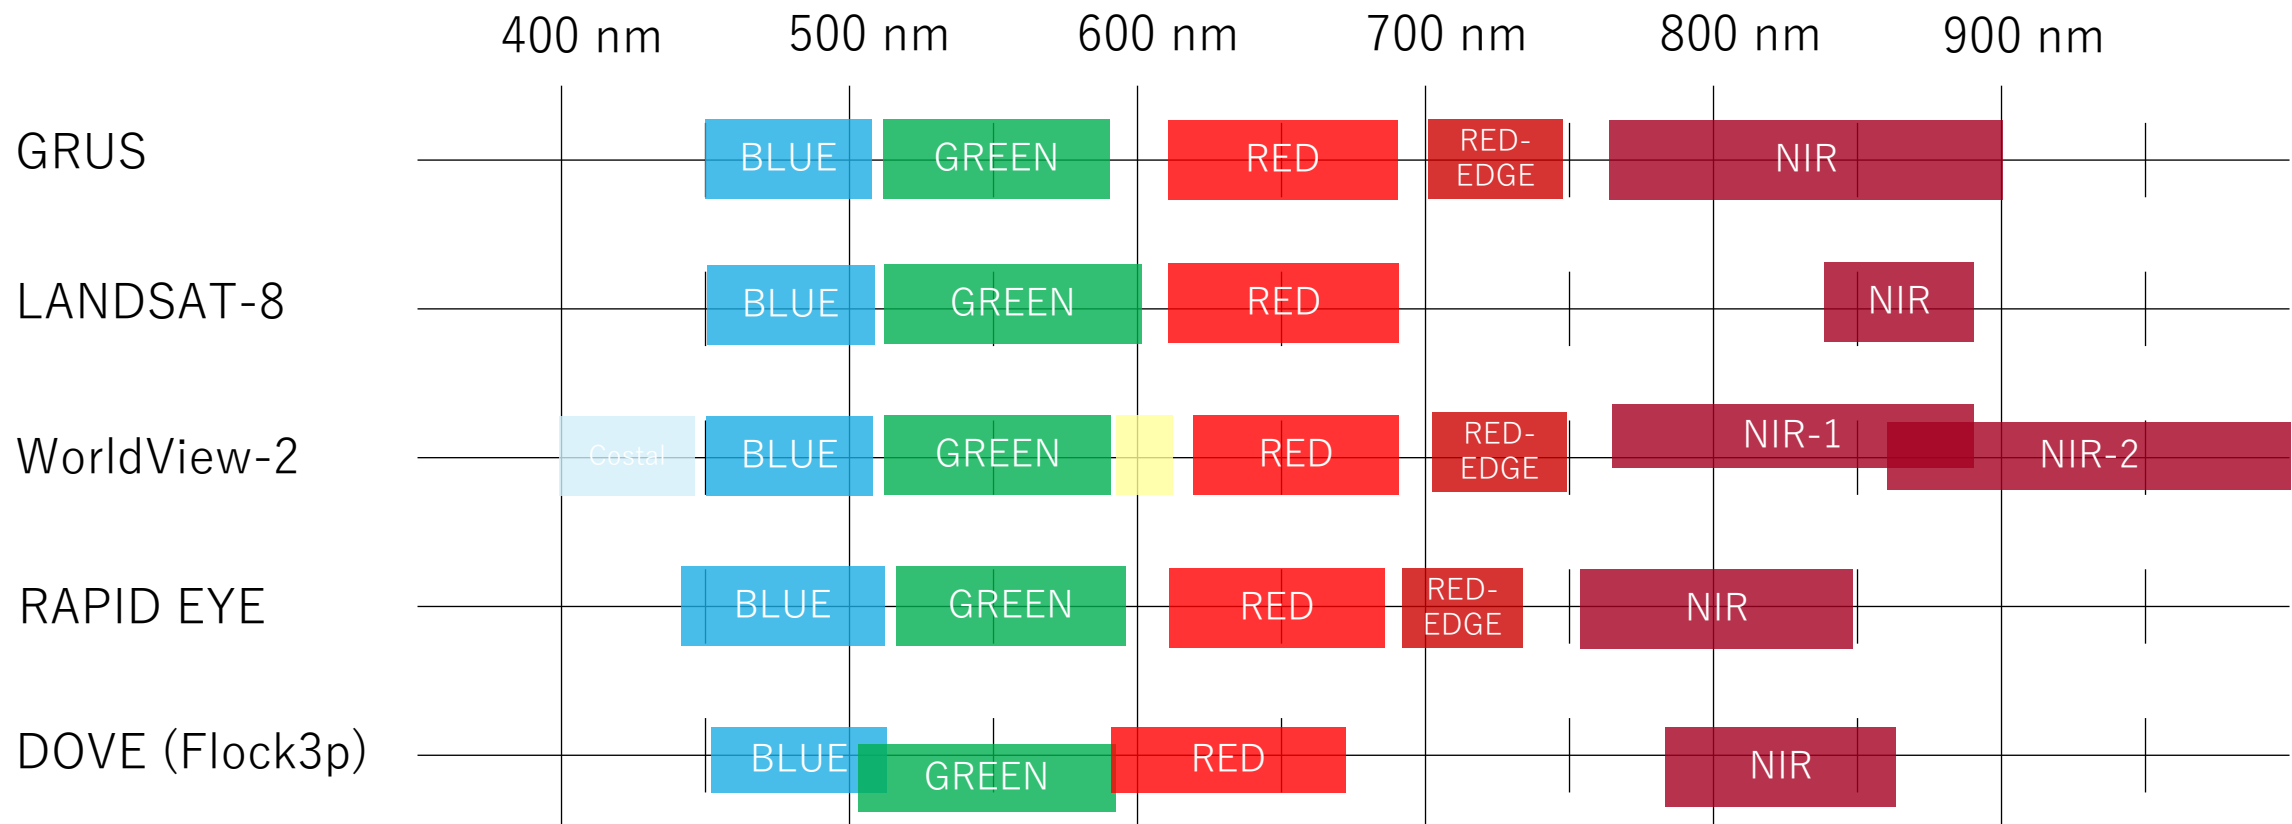 400 nm 500 nm 600 nm 700 nm 800 nm 900 nm
GRUS BLUE GREEN RED RED-
EDGE NIR
LANDSAT-8 BLUE GREEN RED NIR
WorldView-2 Costal BLUE GREEN RED RED-
EDGE NIR-1 NIR-2
RAPID EYE BLUE GREEN RED RED-
EDGE NIR
DOVE (Flock3p) BLUE GREEN RED NIR